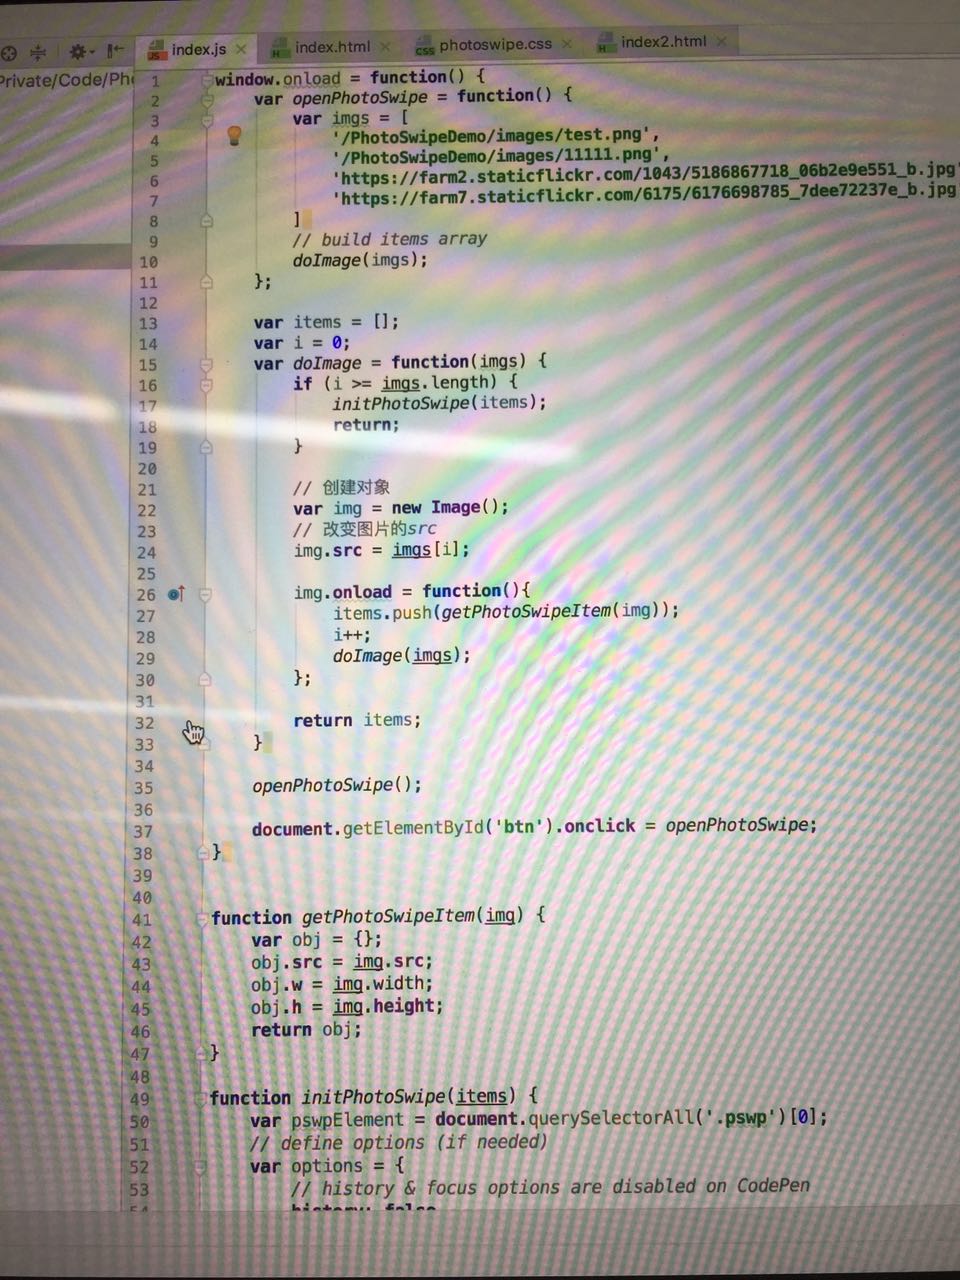 index.js
index.html
photoswipe.css
index2.html
Private/Code/Pho
1 window.onload = function() {
2 var openPhotoSwipe = function() {
3 var imgs = [
4 '/PhotoSwipeDemo/images/test.png',
5 '/PhotoSwipeDemo/images/11111.png',
6 'https://farm2.staticflickr.com/1043/5186867718_06b2e9e551_b.jpg'
7 'https://farm7.staticflickr.com/6175/6176698785_7dee72237e_b.jpg
8 ]
9 // build items array
10 doImage(imgs);
11 };
12
13 var items = [];
14 var i = 0;
15 var doImage = function(imgs) {
16 if (i >= imgs.length) {
17 initPhotoSwipe(items);
18 return;
19 }
20
21 // 创建对象
22 var img = new Image();
23 // 改变图片的src
24 img.src = imgs[i];
25
26 img.onload = function(){
27 items.push(getPhotoSwipeItem(img));
28 i++;
29 doImage(imgs);
30 };
31
32 return items;
33 }
34
35 openPhotoSwipe();
36
37 document.getElementById('btn').onclick = openPhotoSwipe;
38 }
39
40
41 function getPhotoSwipeItem(img) {
42 var obj = {};
43 obj.src = img.src;
44 obj.w = img.width;
45 obj.h = img.height;
46 return obj;
47 }
48
49 function initPhotoSwipe(items) {
50 var pswpElement = document.querySelectorAll('.pswp')[0];
51 // define options (if needed)
52 var options = {
53 // history & focus options are disabled on CodePen
54 history: false